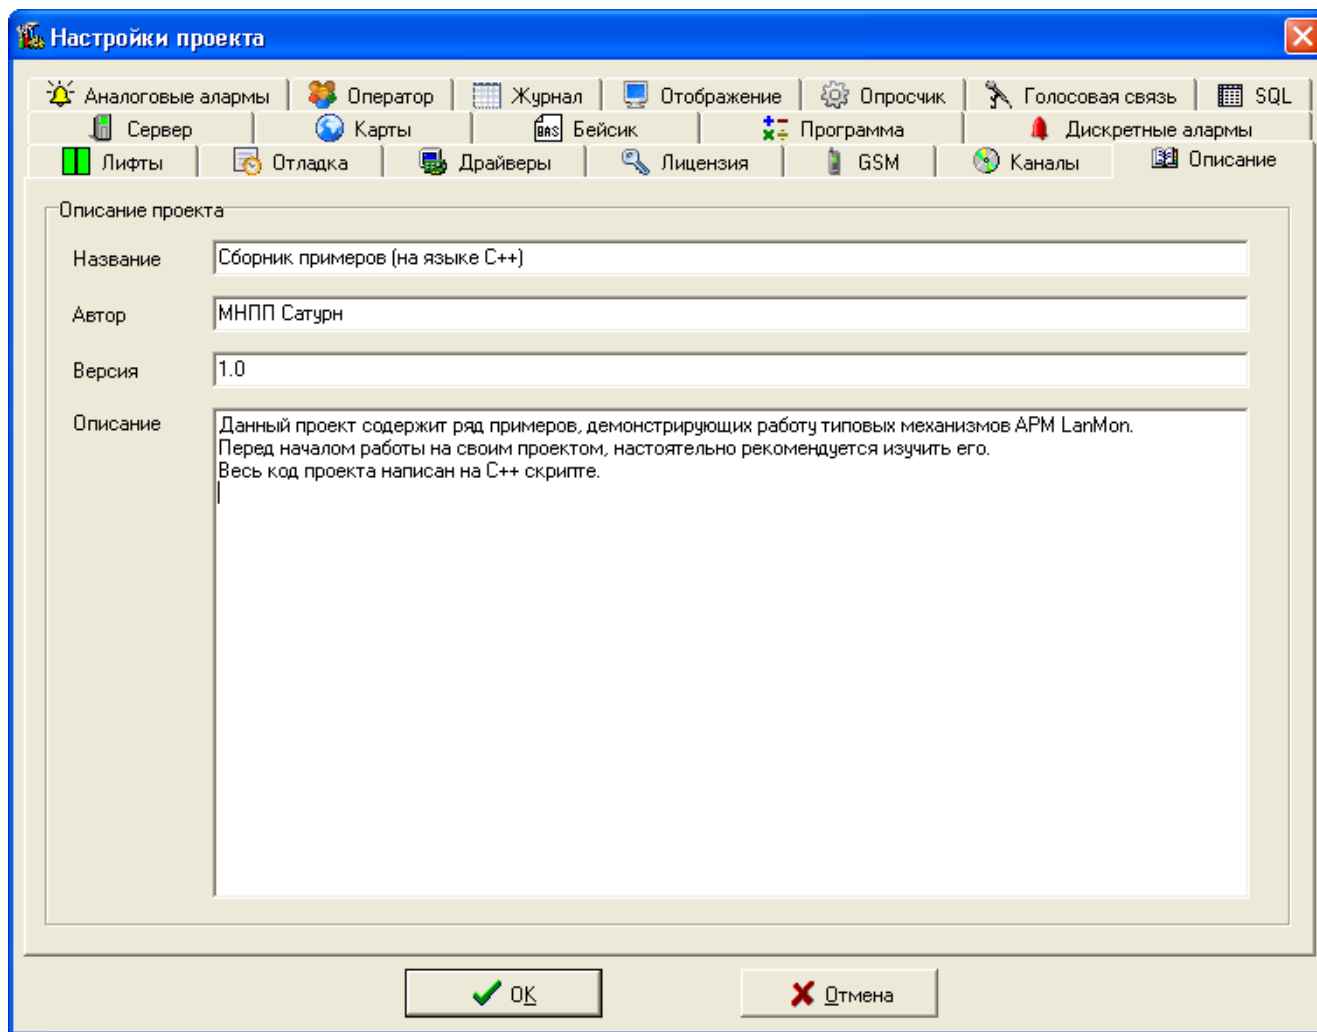 Настройки проекта
Аналоговые алармы Оператор Журнал Отображение Опросчик Голосовая связь SQL
Сервер Карты BAS Бейсик Программа Дискретные алармы
Лифты Отладка Драйверы Лицензия GSM Каналы Описание
Описание проекта
Название Сборник примеров (на языке C++)
Автор МНПП Сатурн
Версия 1.0
Описание Данный проект содержит ряд примеров, демонстрирующих работу типовых механизмов АРМ LanMon.
Перед началом работы на своим проектом, настоятельно рекомендуется изучить его.
Весь код проекта написан на C++ скрипте.
OK Отмена